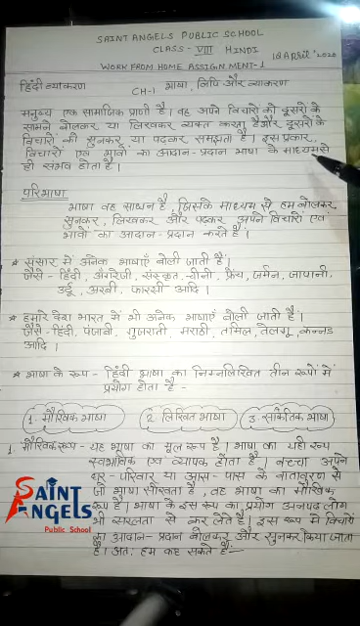 SAINT ANGELS PUBLIC SCHOOL
CLASS- VIII HINDI
WORK FROM HOME ASSIGNMENT-1
हिंदी व्याकरण CH-1 भाषा, लिपि और व्याकरण
मनुष्य एक सामाजिक प्राणी है। वह अपने विचारों को दूसरों के
सामने बोलकर या लिखकर व्यक्त करता है और दूसरों के
विचारों को सुनकर या पढ़कर समझता है। इस प्रकार
विचारों एवं भावों का आदान-प्रदान भाषा के माध्यम से
ही संभव होता है।
परिभाषा
भाषा वह साधन है, जिसके माध्यम से हम बोलकर,
सुनकर, लिखकर और पढ़कर अपने विचारों एवं
भावों का आदान-प्रदान करते हैं।
* संसार में अनेक भाषाएँ बोली जाती हैं।
जैसे- हिंदी, अंग्रेजी, संस्कृत, चीनी, फ्रेंच, जर्मन, जापानी,
उर्दू, अरबी, फारसी आदि।
* हमारे देश भारत में भी अनेक भाषाएँ बोली जाती हैं।
जैसे- हिंदी, पंजाबी, गुजराती, मराठी, तमिल, तेलगू, कन्नड
आदि।
* भाषा के रूप - हिंदी भाषा का निम्नलिखित तीन रूपों में
प्रयोग होता है -
1. मौखिक भाषा 2. लिखित भाषा 3. सांकेतिक भाषा
1. मौखिक रूप - यह भाषा का मूल रूप है। भाषा का यही रूप
स्वभाविक एवं व्यापक होता है। बच्चा अपने
घर-परिवार या आस-पास के वातावरण से
जो भाषा सीखता है, वह भाषा का मौखिक
रूप है। भाषा के इस रूप का प्रयोग अनपढ़ लोग
भी सरलता से कर लेते हैं। इस रूप में विचारों
का आदान-प्रदान बोलकर और सुनकर किया जाता
है। अतः हम कह सकते हैं-
SAINT
ANGELS
Public School